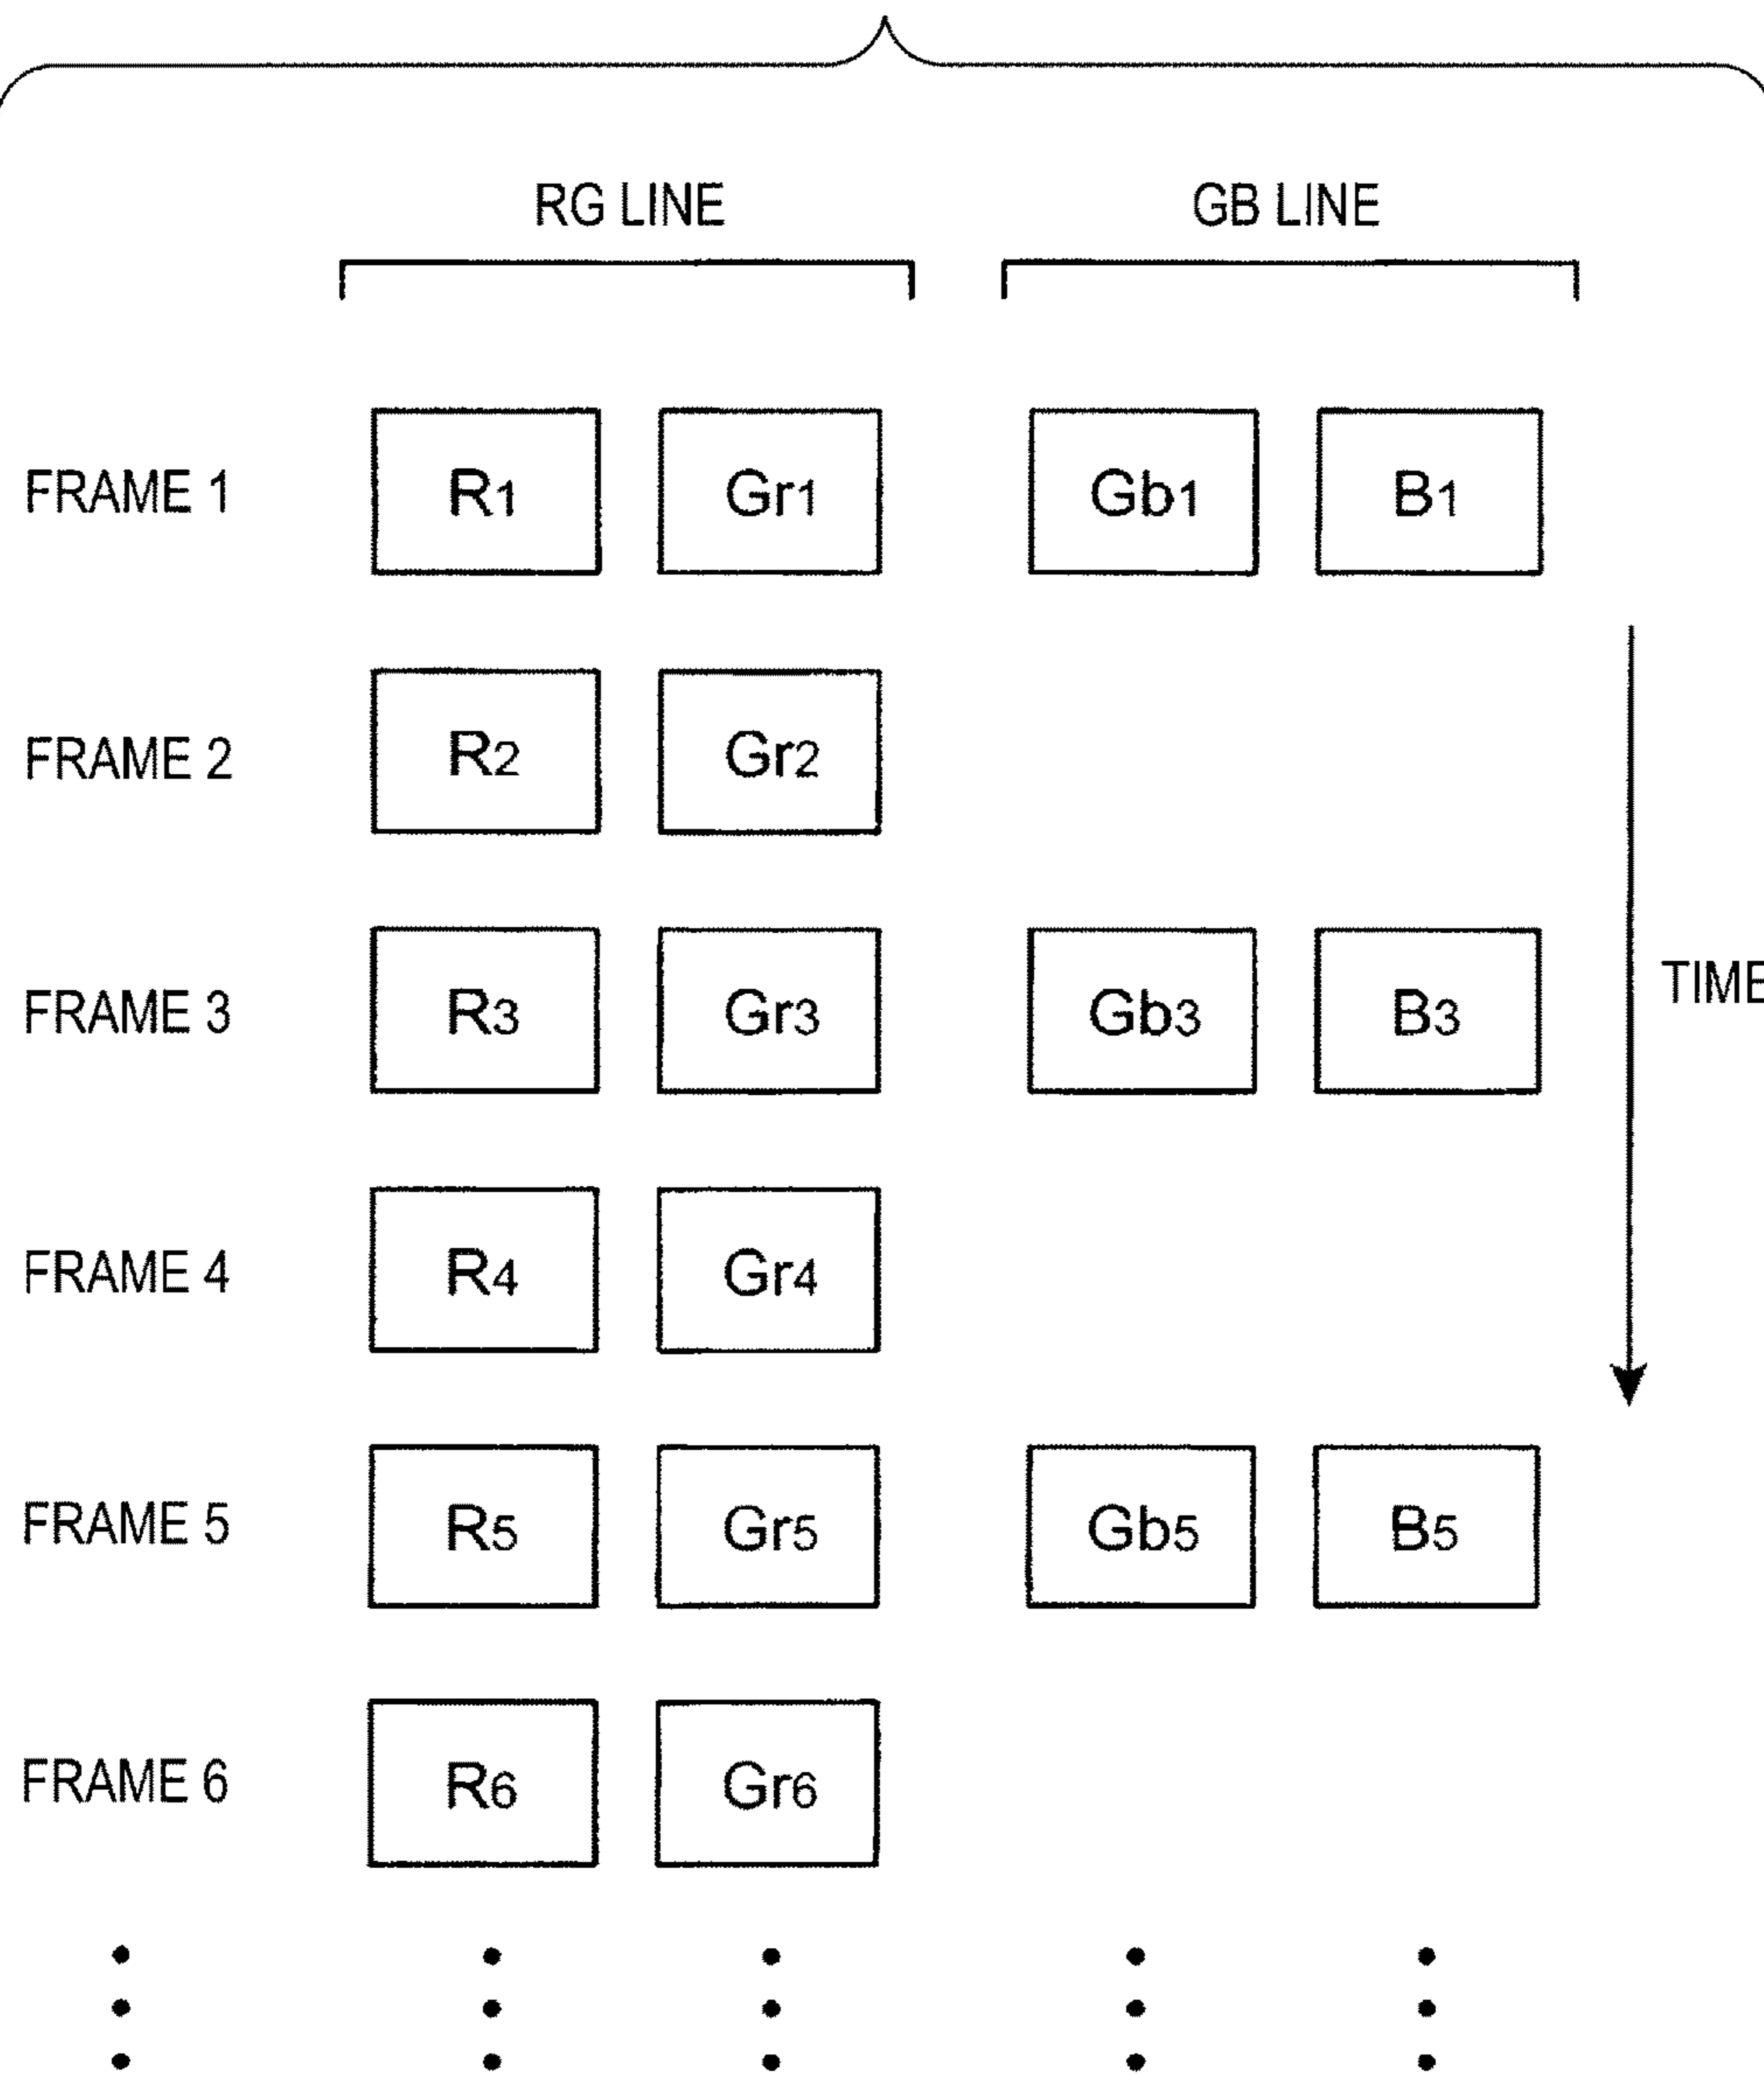 RG LINE GB LINE
FRAME 1 R1 Gr1 Gb1 B1
FRAME 2 R2 Gr2
FRAME 3 R3 Gr3 Gb3 B3
TIME
FRAME 4 R4 Gr4
FRAME 5 R5 Gr5 Gb5 B5
FRAME 6 R6 Gr6